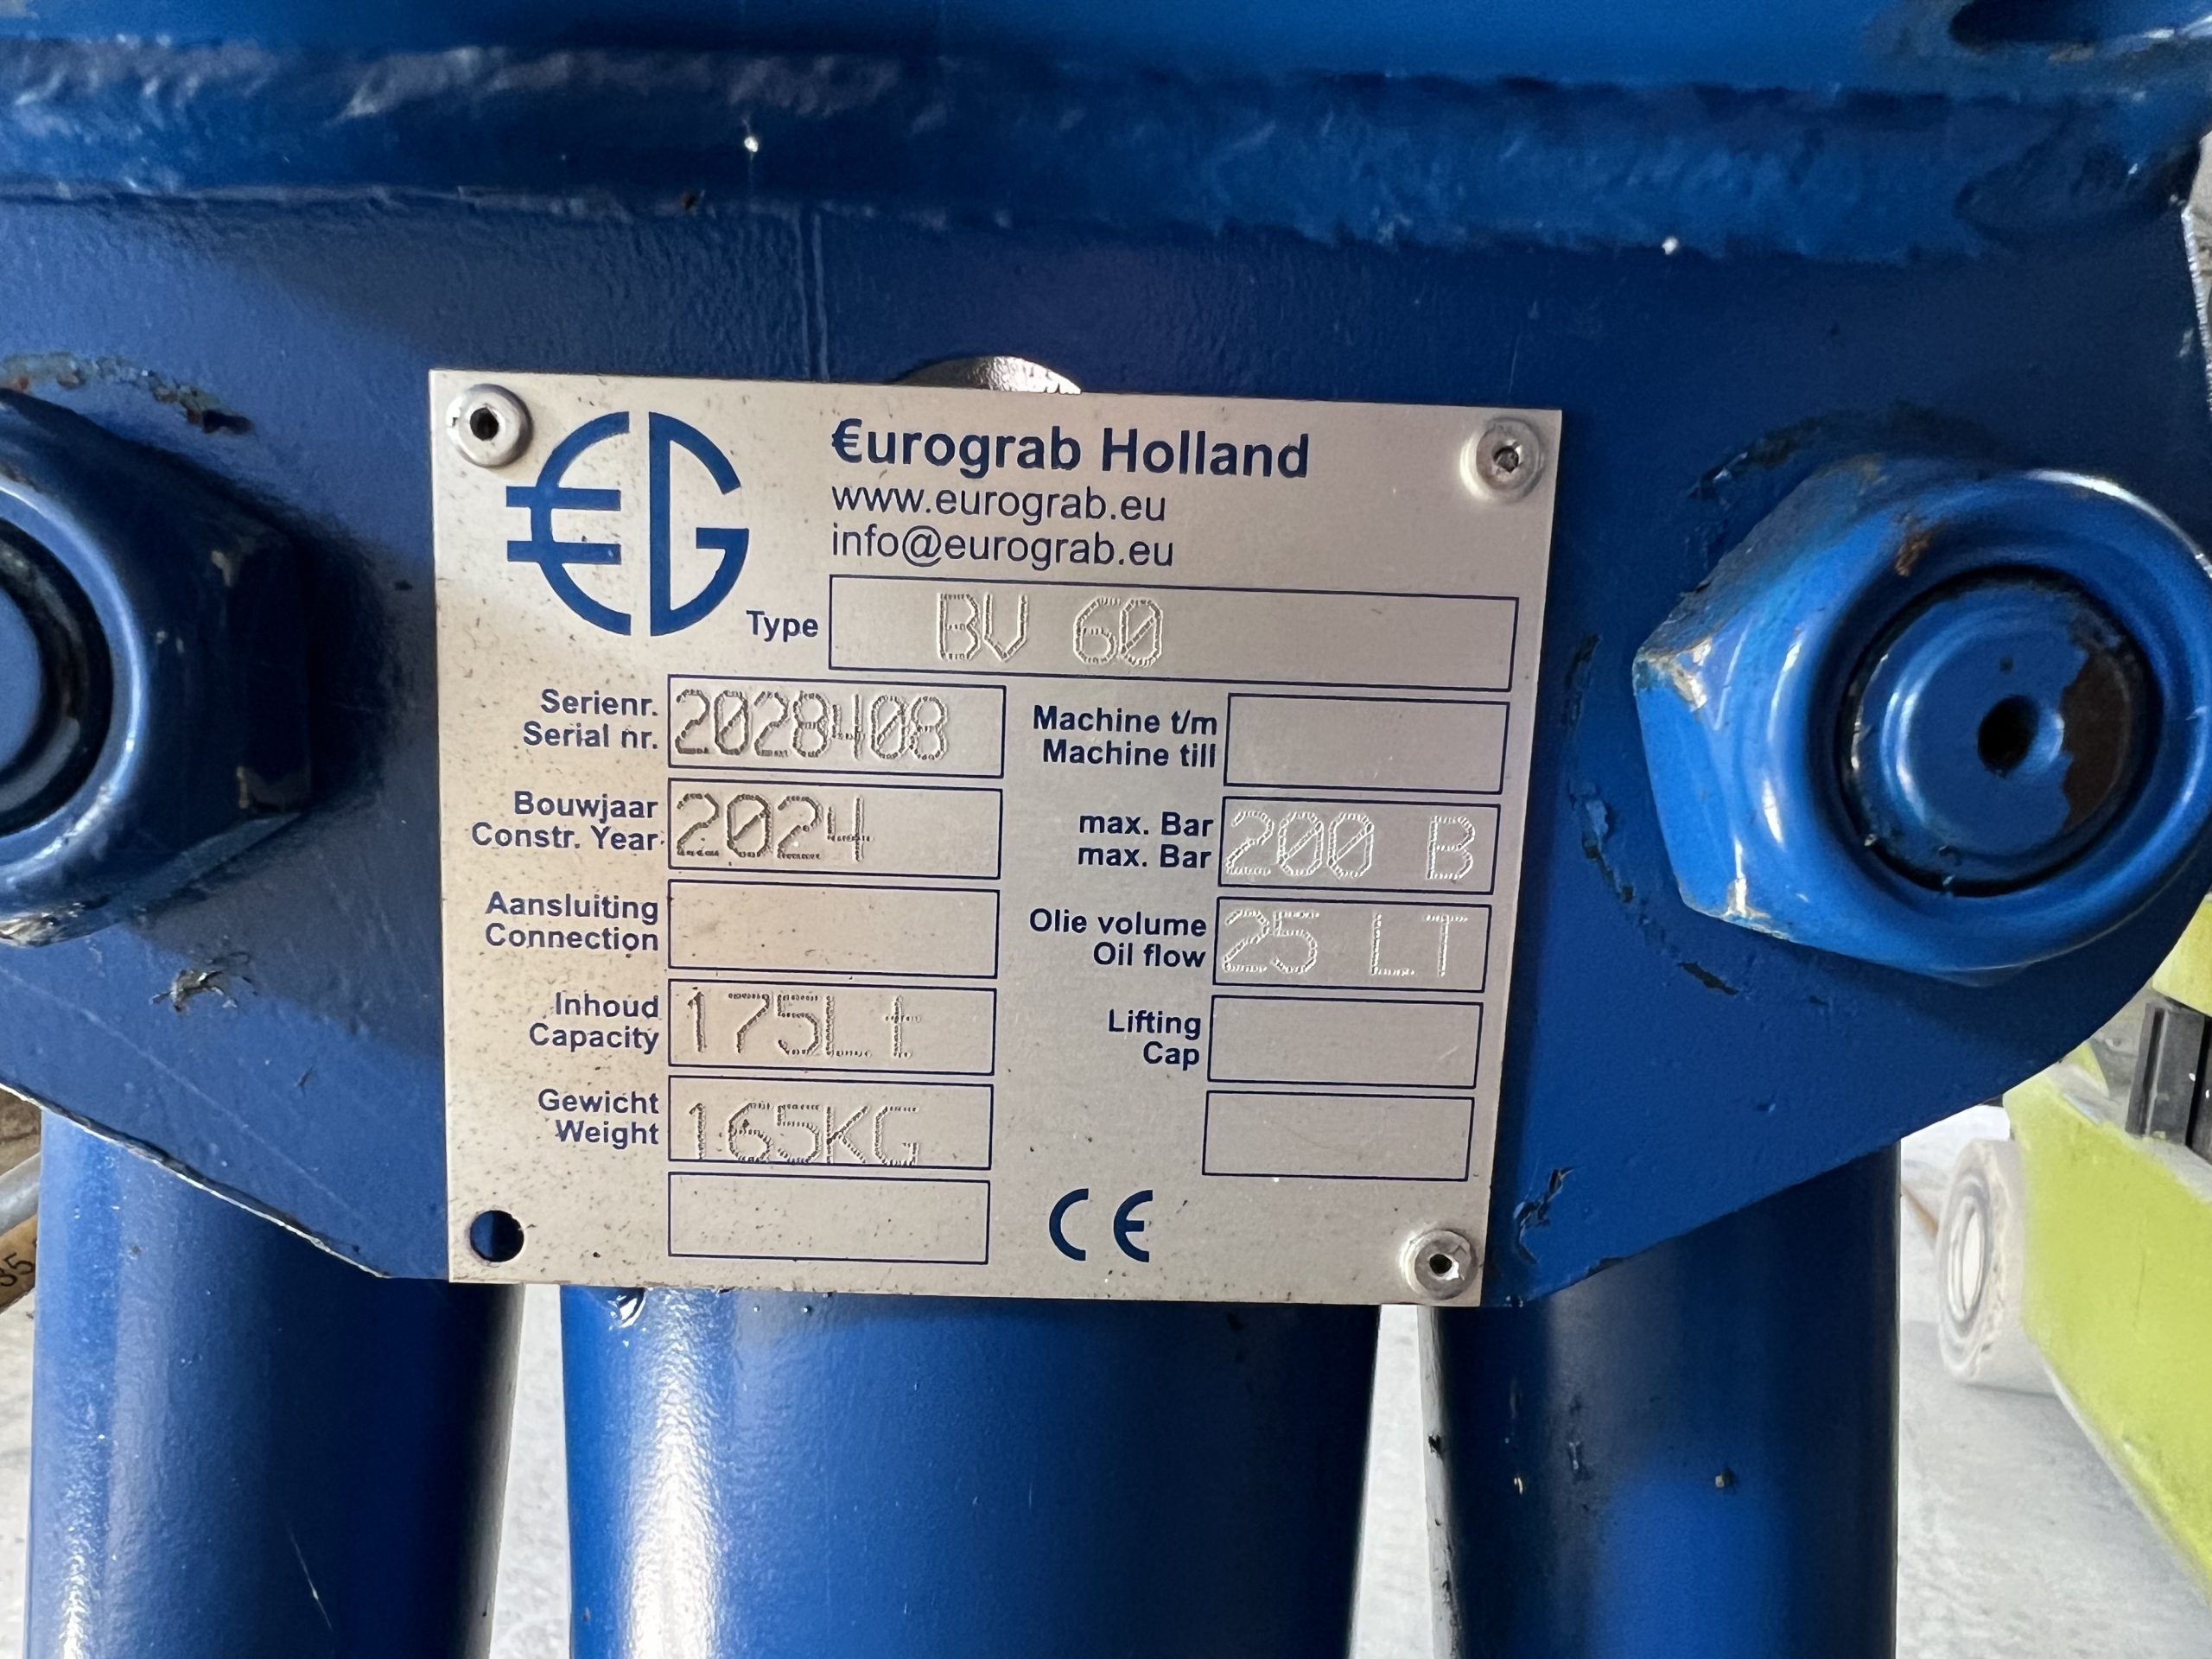 €G
€urograb Holland
www.eurograb.eu
info@eurograb.eu
Type BV 60
Serienr.
Serial nr. 2028408
Machine t/m
Machine till
Bouwjaar
Constr. Year 2024
max. Bar
max. Bar 200 B
Aansluiting
Connection
Olie volume
Oil flow 25 LT
Inhoud
Capacity 175Lt
Lifting
Cap
Gewicht
Weight 165KG
CE
35